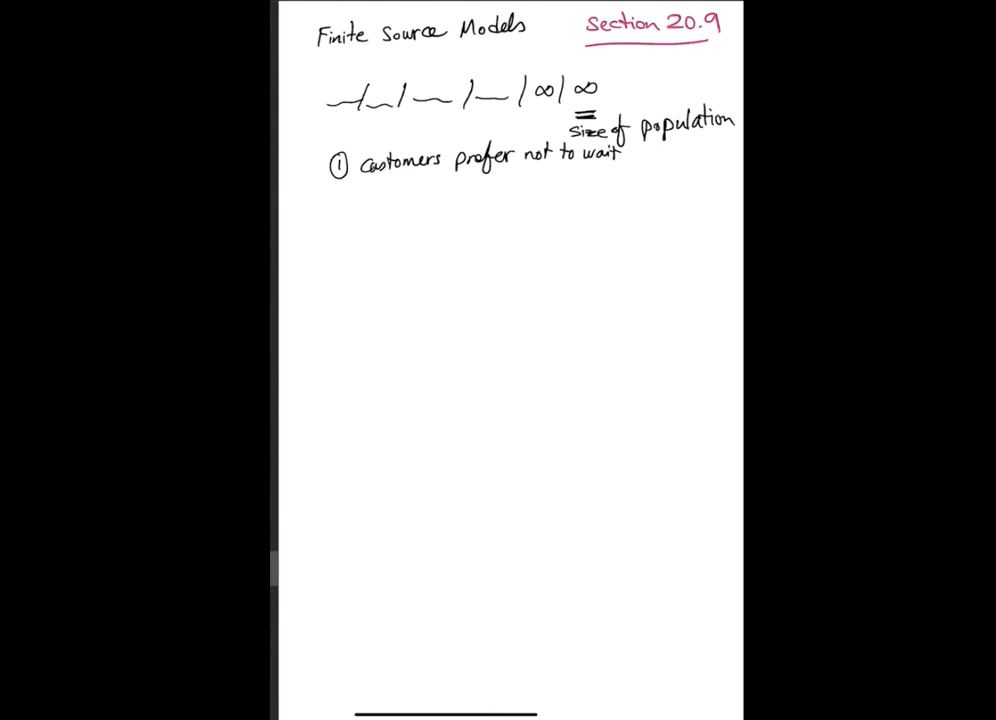 Finite Source Models Section 20.9
_/_/_/_/∞/∞
Size of population
① Customers prefer not to wait